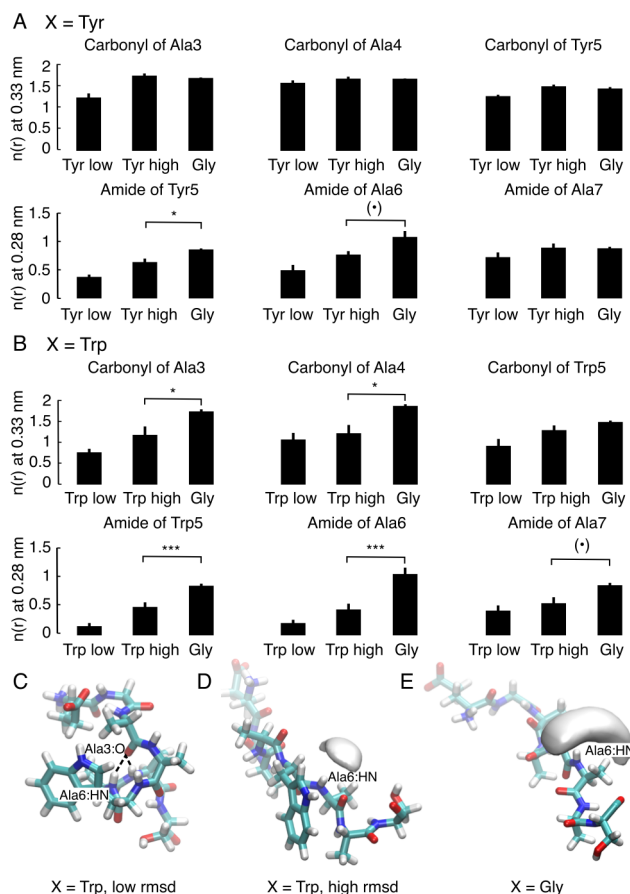 A X = Tyr
Carbonyl of Ala3 Carbonyl of Ala4 Carbonyl of Tyr5
n(r) at 0.33 nm
2
1.5
1
0.5
Tyr low Tyr high Gly Tyr low Tyr high Gly Tyr low Tyr high Gly
Amide of Tyr5 Amide of Ala6 Amide of Ala7
n(r) at 0.28 nm
1.5
1
0.5
0
* (•)
Tyr low Tyr high Gly Tyr low Tyr high Gly Tyr low Tyr high Gly
B X = Trp
Carbonyl of Ala3 Carbonyl of Ala4 Carbonyl of Trp5
n(r) at 0.33 nm
2
1.5
1
0.5
0
* *
Trp low Trp high Gly Trp low Trp high Gly Trp low Trp high Gly
Amide of Trp5 Amide of Ala6 Amide of Ala7
n(r) at 0.28 nm
1.5
1
0.5
0
*** *** (•)
Trp low Trp high Gly Trp low Trp high Gly Trp low Trp high Gly
C D E
Ala3:O
Ala6:HN
Ala6:HN
Ala6:HN
X = Trp, low rmsd X = Trp, high rmsd X = Gly